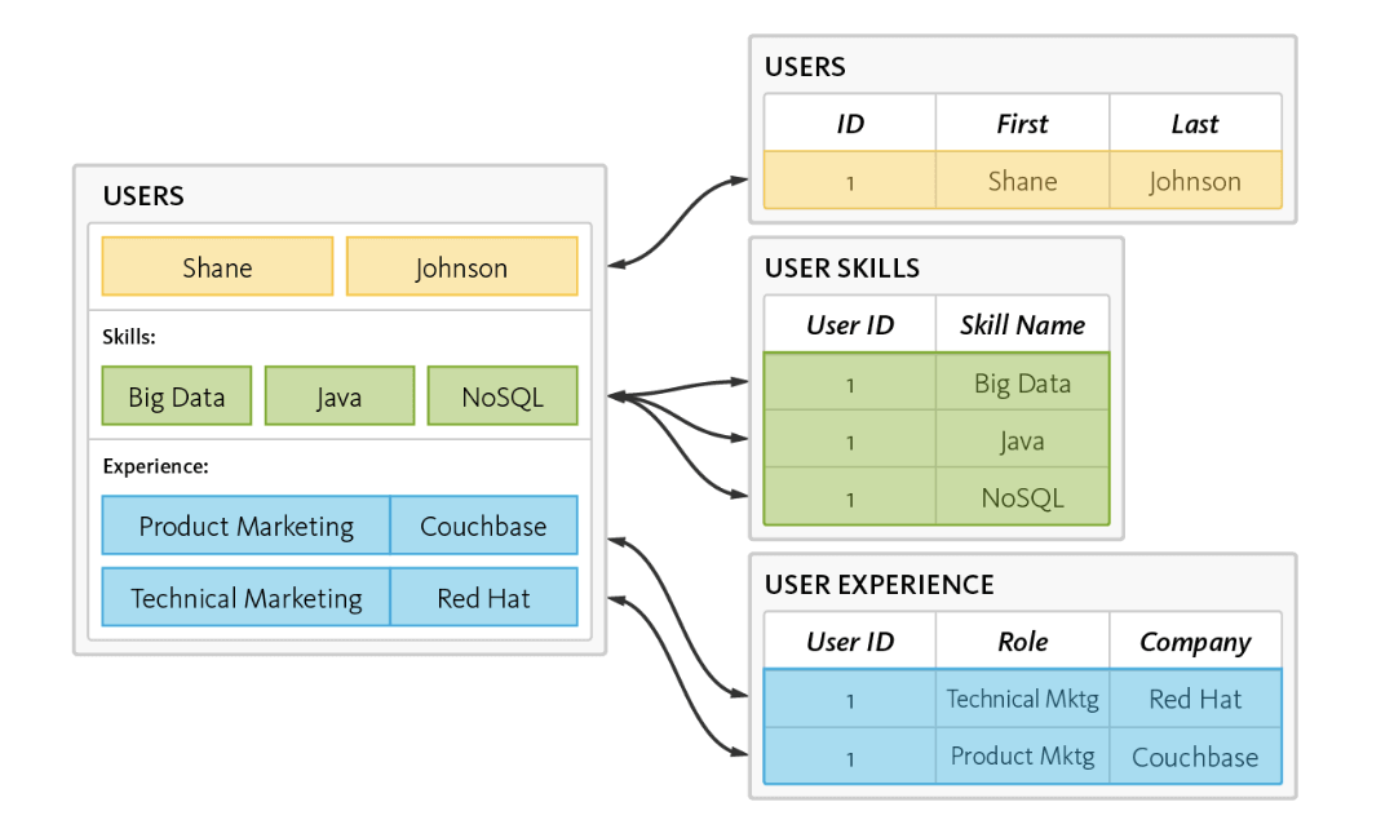 USERS
Shane Johnson
Skills:
Big Data Java NoSQL
Experience:
Product Marketing Couchbase
Technical Marketing Red Hat
USERS
ID First Last
1 Shane Johnson
USER SKILLS
User ID Skill Name
1 Big Data
1 Java
1 NoSQL
USER EXPERIENCE
User ID Role Company
1 Technical Mktg Red Hat
1 Product Mktg Couchbase